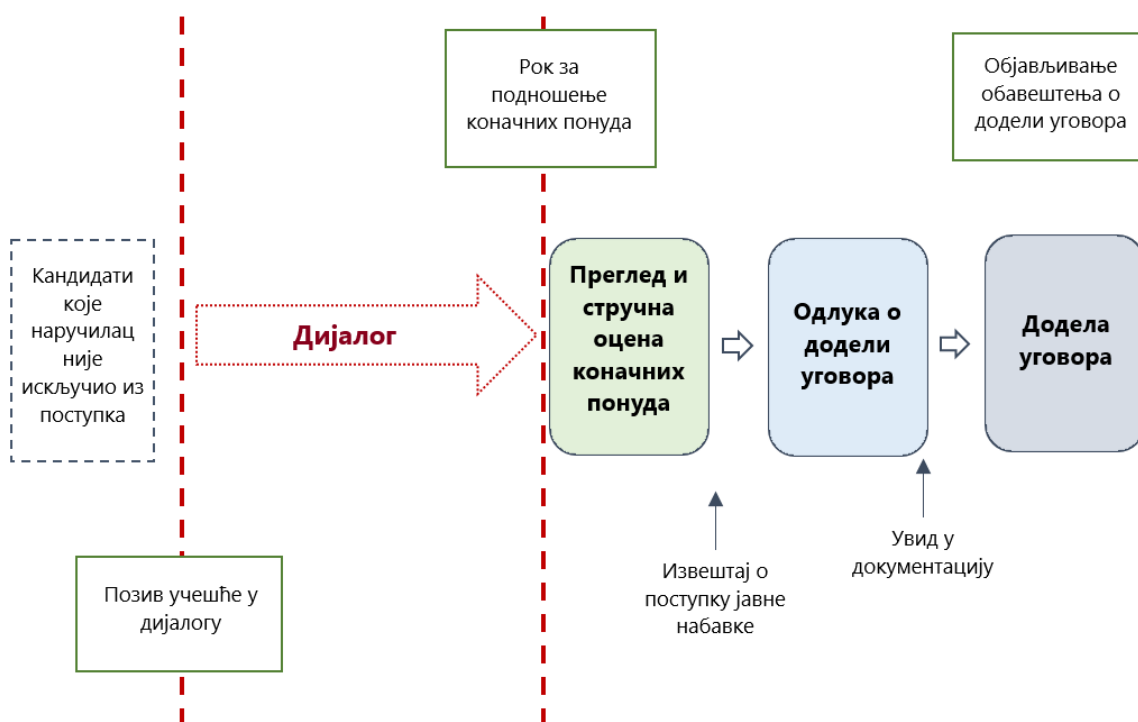 Рок за
подношење
коначних понуда
Објављивање
обавештења о
додели уговора
Кандидати
које
наручилац
није
искључио из
поступка
Дијалог
Преглед и
стручна
оцена
коначних
понуда
Одлука о
додели
уговора
Додела
уговора
Позив учешће у
дијалогу
Извештај о
поступку јавне
набавке
Увид у
документацију